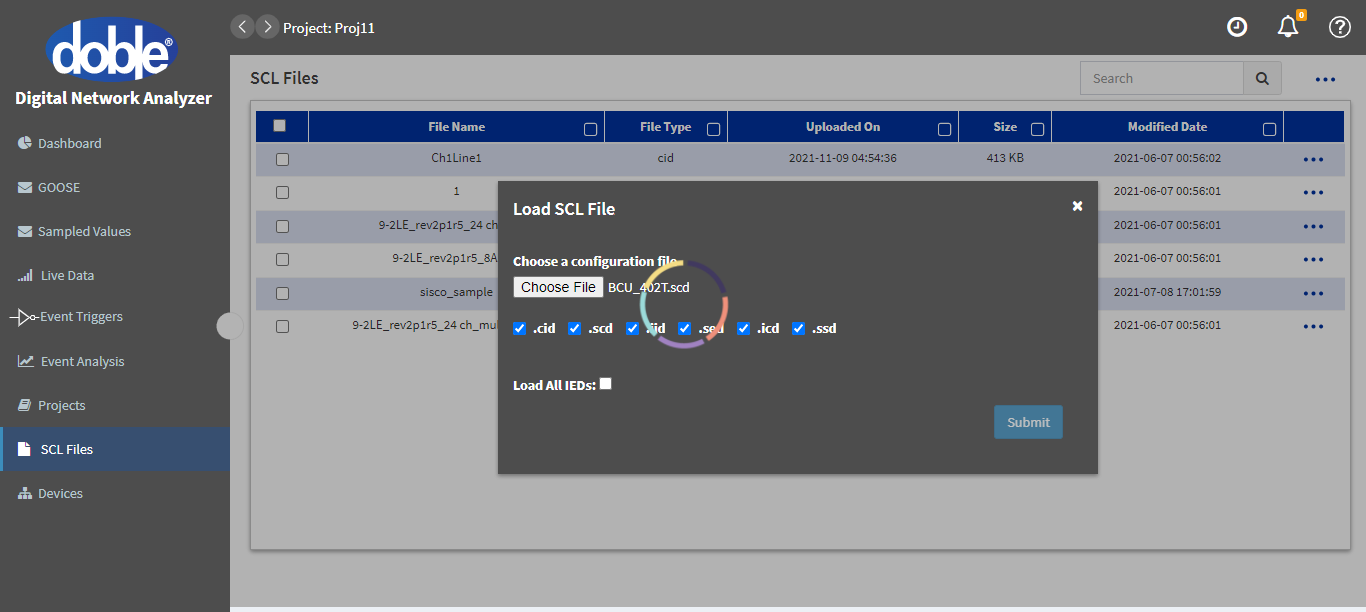 doble®
Digital Network Analyzer
Dashboard
GOOSE
Sampled Values
Live Data
Event Triggers
Event Analysis
Projects
SCL Files
Devices
Project: Proj11
0
?
SCL Files
Search
File Name File Type Uploaded On Size Modified Date
Ch1Line1 cid 2021-11-09 04:54:36 413 KB 2021-06-07 00:56:02
1 2021-06-07 00:56:01
9-2LE_rev2p1r5_24 ch 2021-06-07 00:56:01
9-2LE_rev2p1r5_8A 2021-06-07 00:56:01
sisco_sample 2021-07-08 17:01:59
9-2LE_rev2p1r5_24 ch_mul 2021-06-07 00:56:01
Load SCL File
Choose a configuration file
Choose File BCU_402T.scd
.cid .scd .iid .sed .icd .ssd
Load All IEDs:
Submit